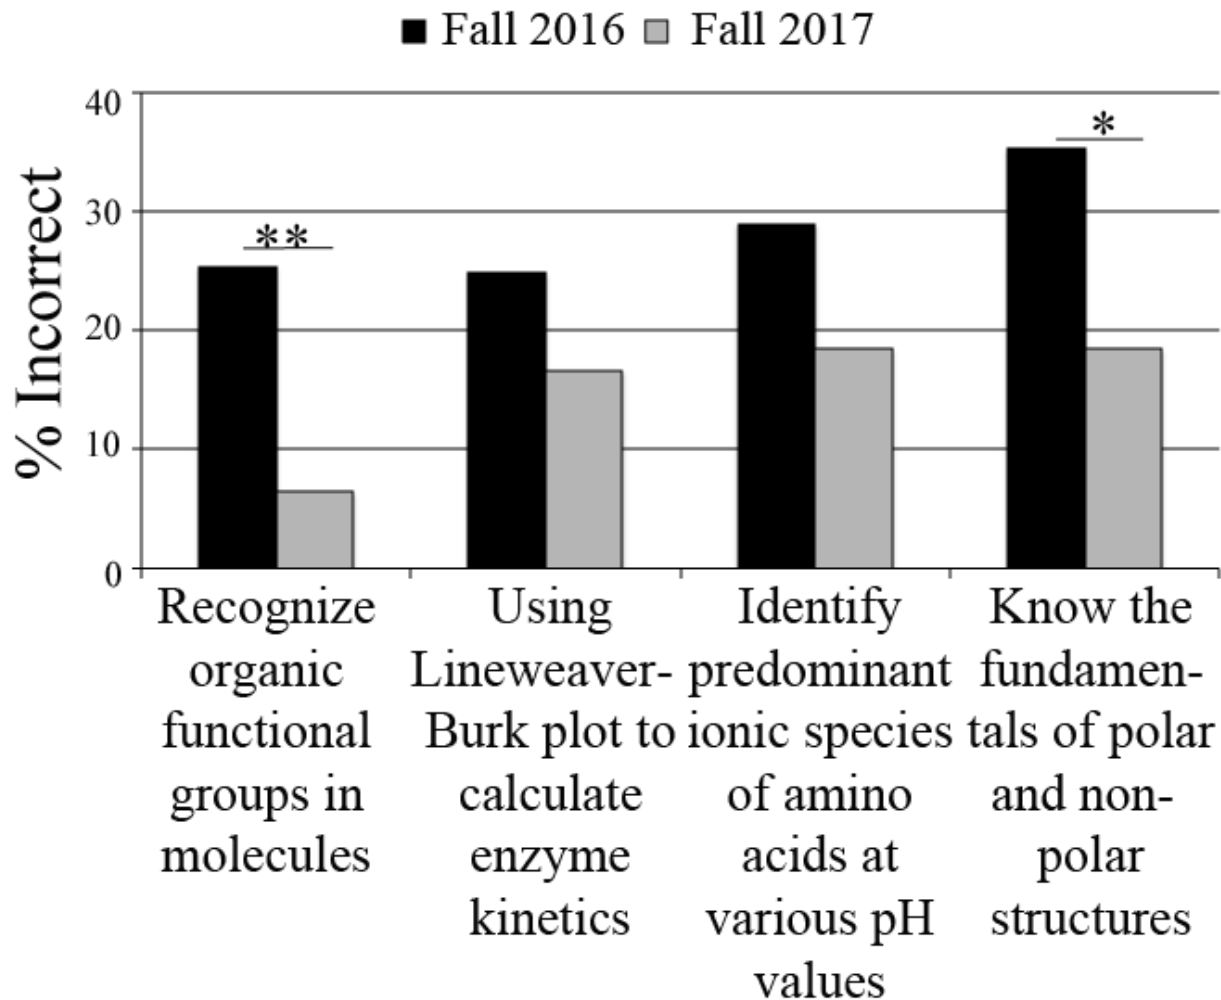 Fall 2016 Fall 2017
% Incorrect
40
30
20
10
0
**
*
Recognize
organic
functional
groups in
molecules
Using
Lineweaver-
Burk plot to
calculate
enzyme
kinetics
Identify
predominant
ionic species
of amino
acids at
various pH
values
Know the
fundamen-
tals of polar
and non-
polar
structures